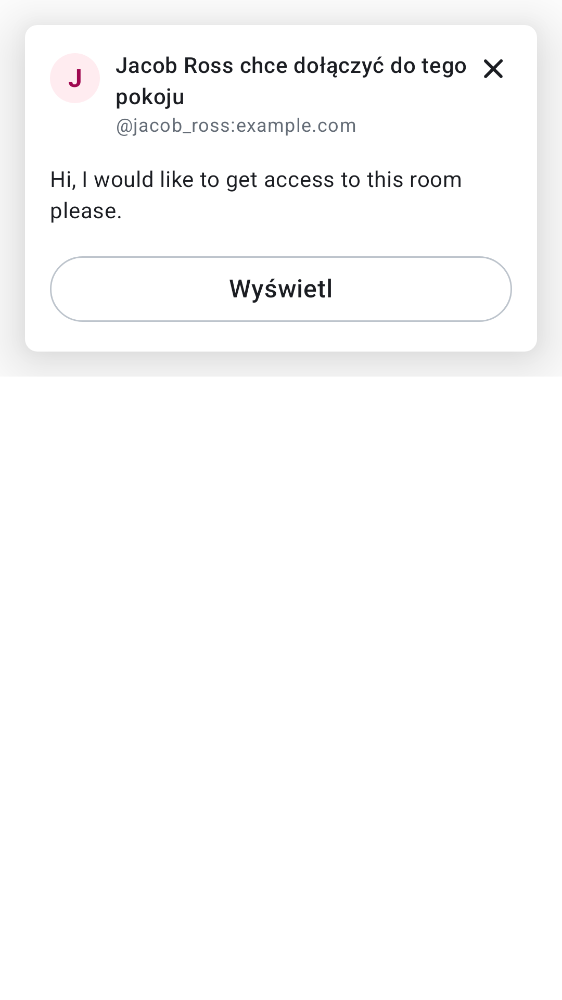 J
Jacob Ross chce dołączyć do tego
pokoju
@jacob_ross:example.com
Hi, I would like to get access to this room
please.
Wyświetl